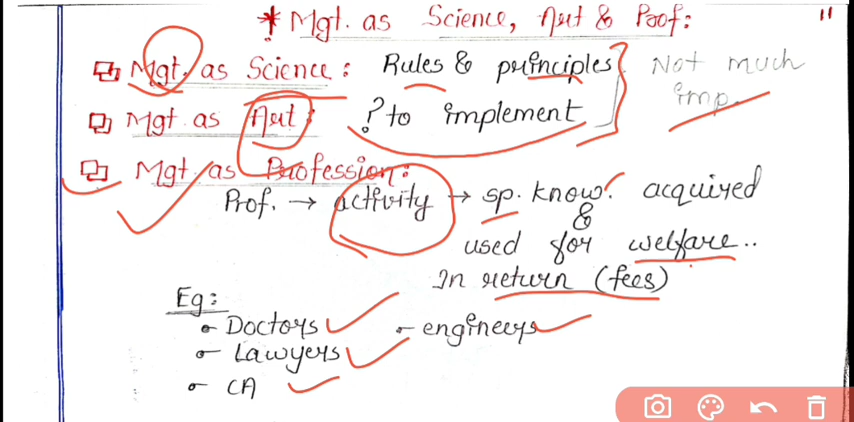 * Mgt. as Science, Art & Prof:
11
Mgt. as Science: Rules & principles
Not much imp.
Mgt as Art: ? to implement
Mgt as Profession:
Prof. → activity → sp. know. acquired
&
used for welfare..
In return (fees)
Eg:
Doctors
engineers
Lawyers
CA